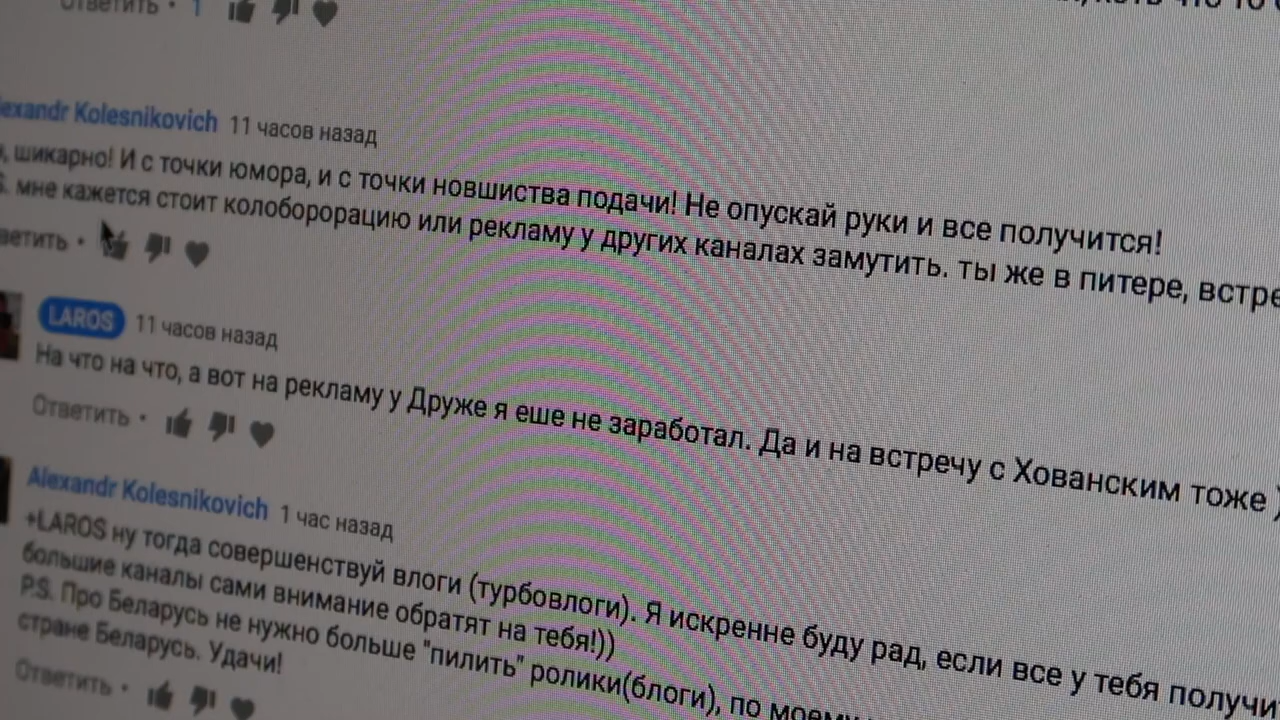 Ответить • 1
lexandr Kolesnikovich 11 часов назад
шикарно! И с точки юмора, и с точки новшиства подачи! Не опускай руки и все получится!
мне кажется стоит колоборорацию или рекламу у других каналах замутить. ты же в питере, встре
ветить •
LAROS 11 часов назад
На что на что, а вот на рекламу у Друже я еше не заработал. Да и на встречу с Хованским тоже
Ответить •
Alexandr Kolesnikovich 1 час назад
+LAROS ну тогда совершенствуй влоги (турбовлоги). Я искренне буду рад, если все у тебя получи
большие каналы сами внимание обратят на тебя!))
P.S. Про Беларусь не нужно больше "пилить" ролики(блоги), по моему
стране Беларусь. Удачи!
Ответить •